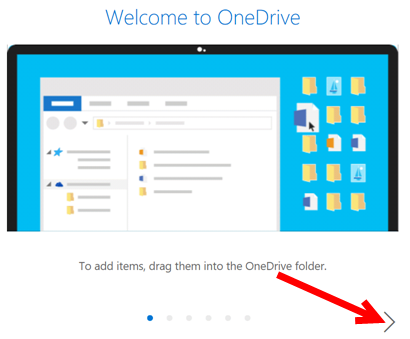 Welcome to OneDrive
To add items, drag them into the OneDrive folder.